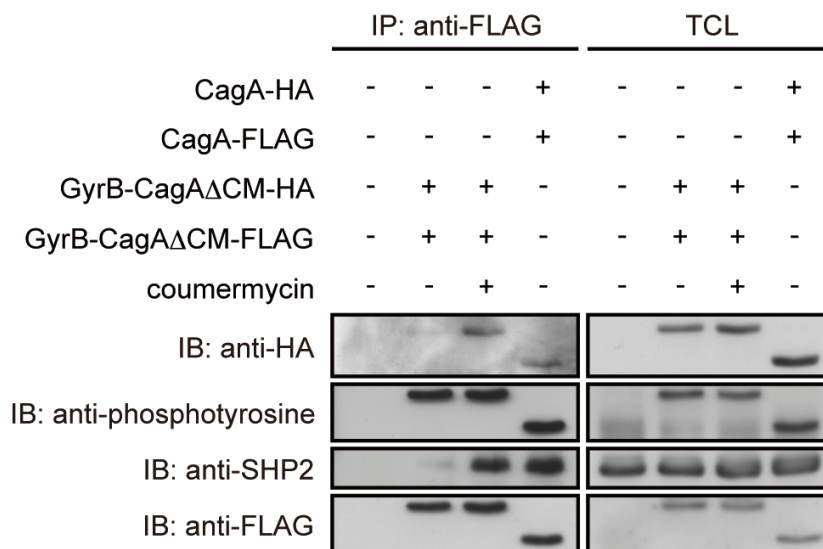 IP: anti-FLAG TCL
CagA-HA - - - + - - - +
CagA-FLAG - - - + - - - +
GyrB-CagAΔCM-HA - + + - - + + -
GyrB-CagAΔCM-FLAG - + + - - + + -
coumermycin - - + - - - + -
IB: anti-HA
IB: anti-phosphotyrosine
IB: anti-SHP2
IB: anti-FLAG